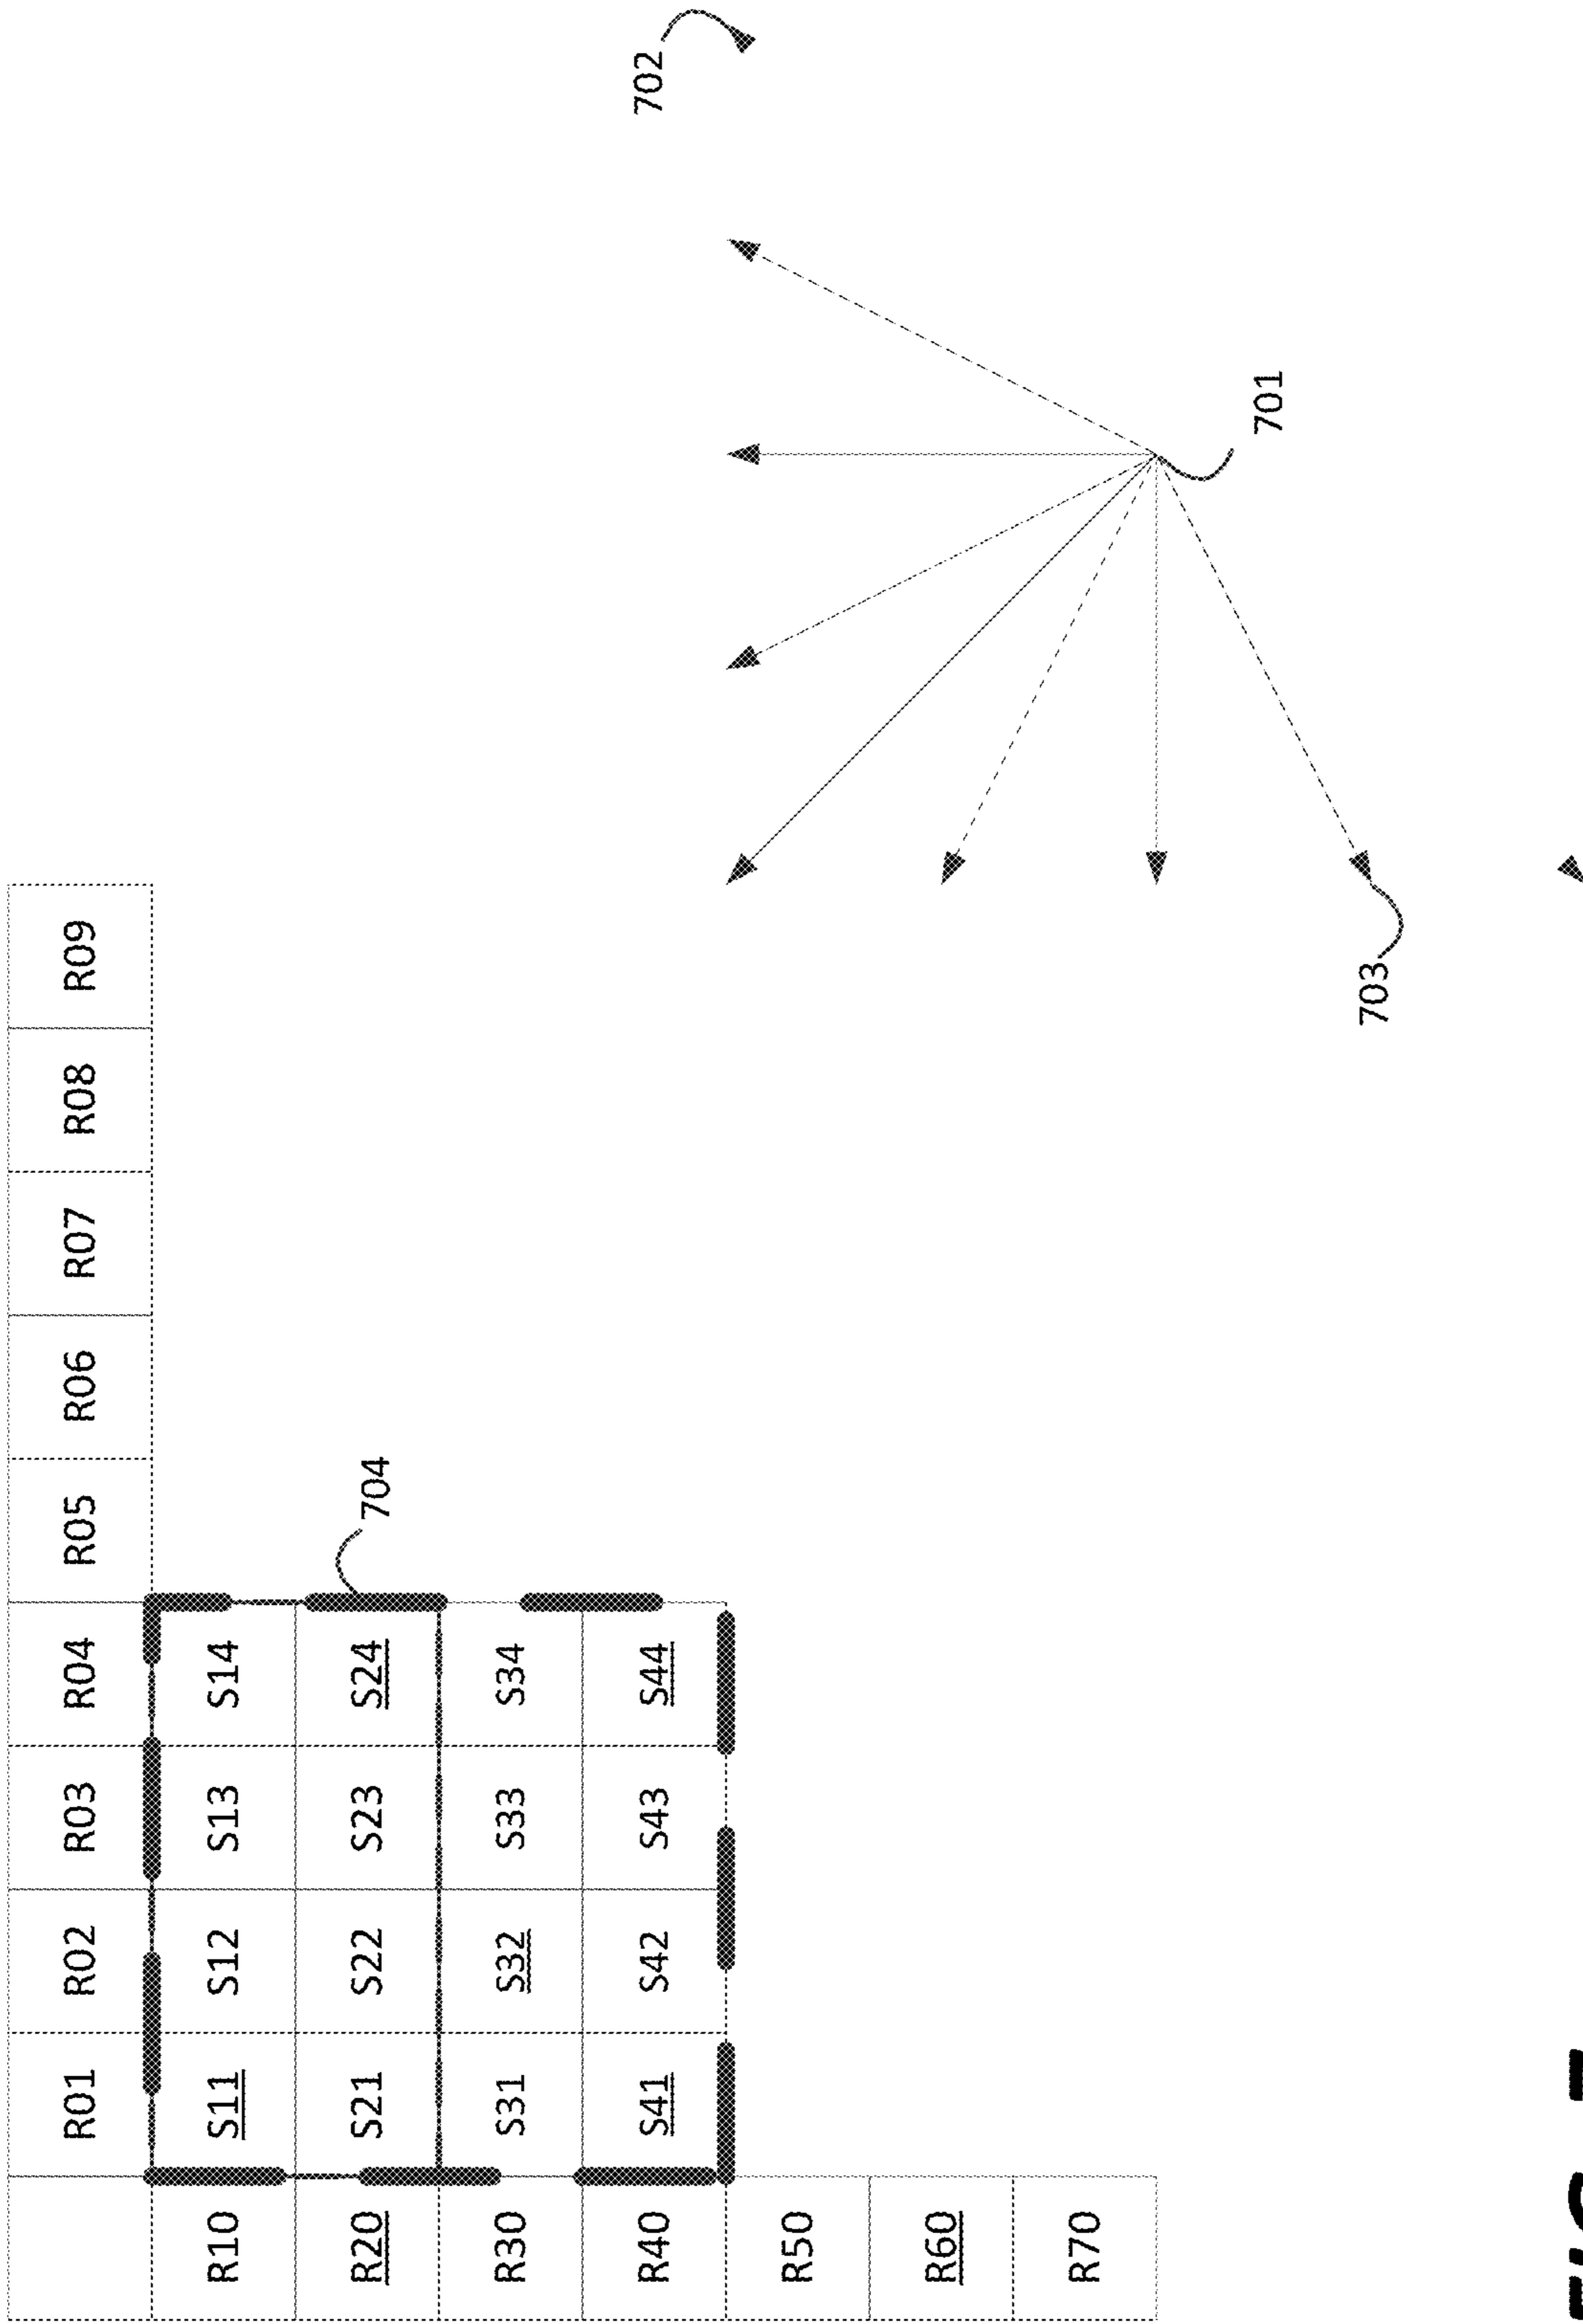 R01 R02 R03 R04 R05 R06 R07 R08 R09
R10 S11 S12 S13 S14
R20 S21 S22 S23 S24
704
R30 S31 S32 S33 S34
R40 S41 S42 S43 S44
702
R50
R60
R70
701
703